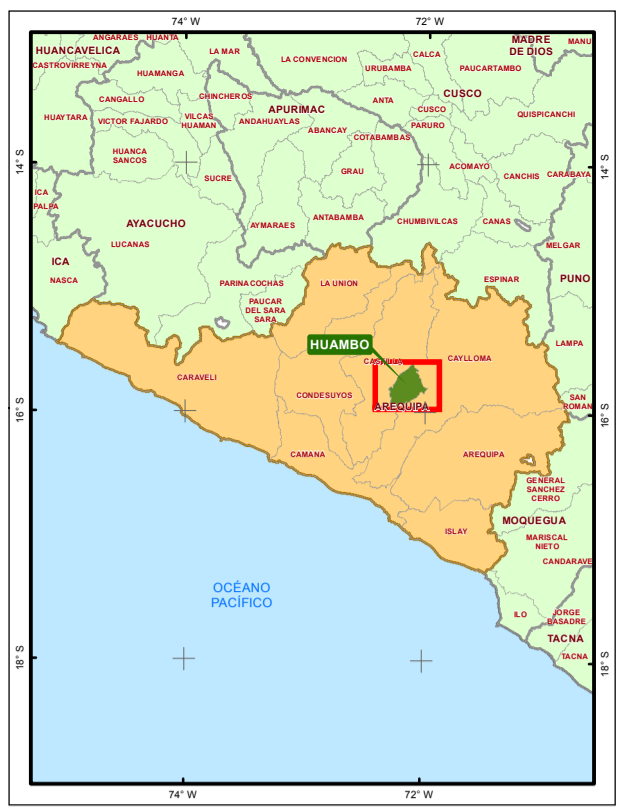 74° W
72° W
ANGARAES
HUANTA
MADRE
DE DIOS
MANU
HUANCAVELICA
LA MAR
LA CONVENCION
CALCA
CASTROVIRREYNA
HUAMANGA
URUBAMBA
PAUCARTAMBO
CANGALLO
CHINCHEROS
ANTA
CUSCO
APURIMAC
CUSCO
HUAYTARA
VICTOR FAJARDO
VILCAS
HUAMAN
ANDAHUAYLAS
ABANCAY
COTABAMBAS
PARURO
QUISPICANCHI
HUANCA
SANCOS
14° S
GRAU
ACOMAYO
CANCHIS
CARABAYA
14° S
SUCRE
ICA
PALPA
AYACUCHO
AYMARAES
ANTABAMBA
CHUMBIVILCAS
CANAS
LUCANAS
MELGAR
ICA
NASCA
PARINACOCHAS
LA UNION
ESPINAR
PUNO
PAUCAR
DEL SARA
SARA
HUAMBO
LAMPA
CASTILLA
CAYLLOMA
CARAVELI
CONDESUYOS
AREQUIPA
SAN
ROMAN
16° S
16° S
CAMANA
AREQUIPA
GENERAL
SANCHEZ
CERRO
MOQUEGUA
ISLAY
MARISCAL
NIETO
CANDARAVE
OCÉANO
PACÍFICO
ILO
JORGE
BASADRE
TACNA
TACNA
18° S
18° S
74° W
72° W